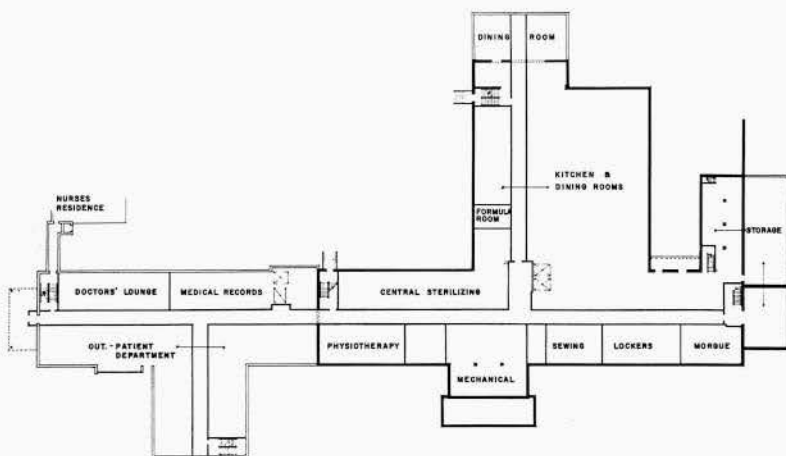 DINING ROOM
KITCHEN &
DINING ROOMS
NURSES
RESIDENCE
FORMULA
ROOM
STORAGE
DOCTORS' LOUNGE
MEDICAL RECORDS
CENTRAL STERILIZING
OUT.-PATIENT
DEPARTMENT
PHYSIOTHERAPY
SEWING
LOCKERS
MORGUE
MECHANICAL